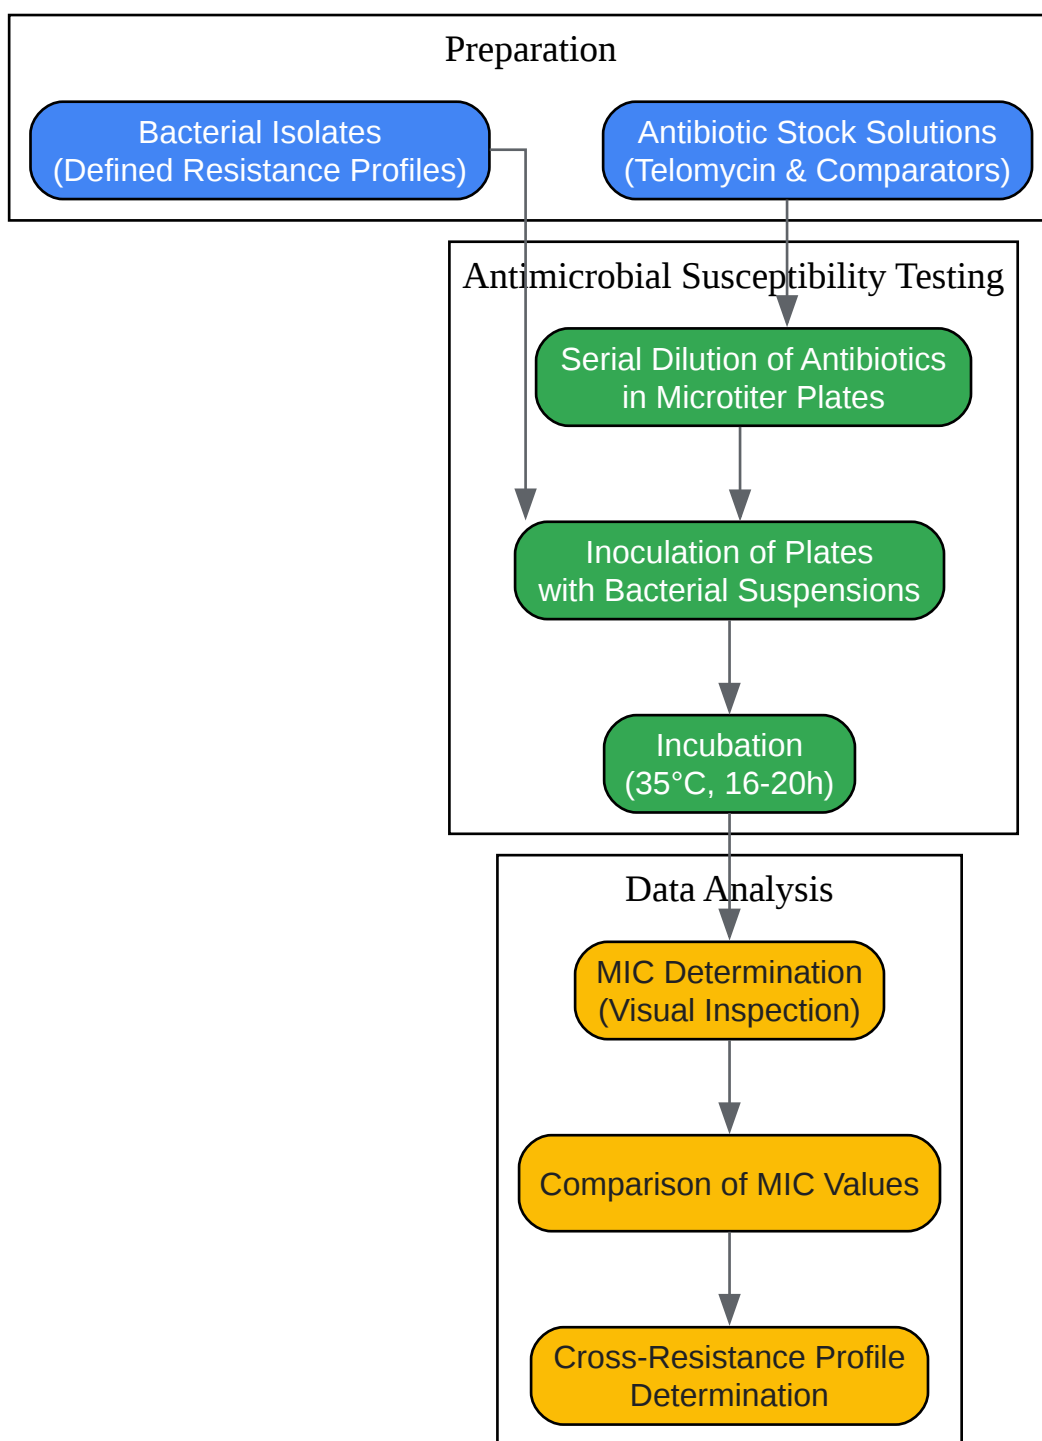 Preparation
Bacterial Isolates
(Defined Resistance Profiles)
Antibiotic Stock Solutions
(Telomycin & Comparators)
Antimicrobial Susceptibility Testing
Serial Dilution of Antibiotics
in Microtiter Plates
Inoculation of Plates
with Bacterial Suspensions
Incubation
(35°C, 16-20h)
Data Analysis
MIC Determination
(Visual Inspection)
Comparison of MIC Values
Cross-Resistance Profile
Determination